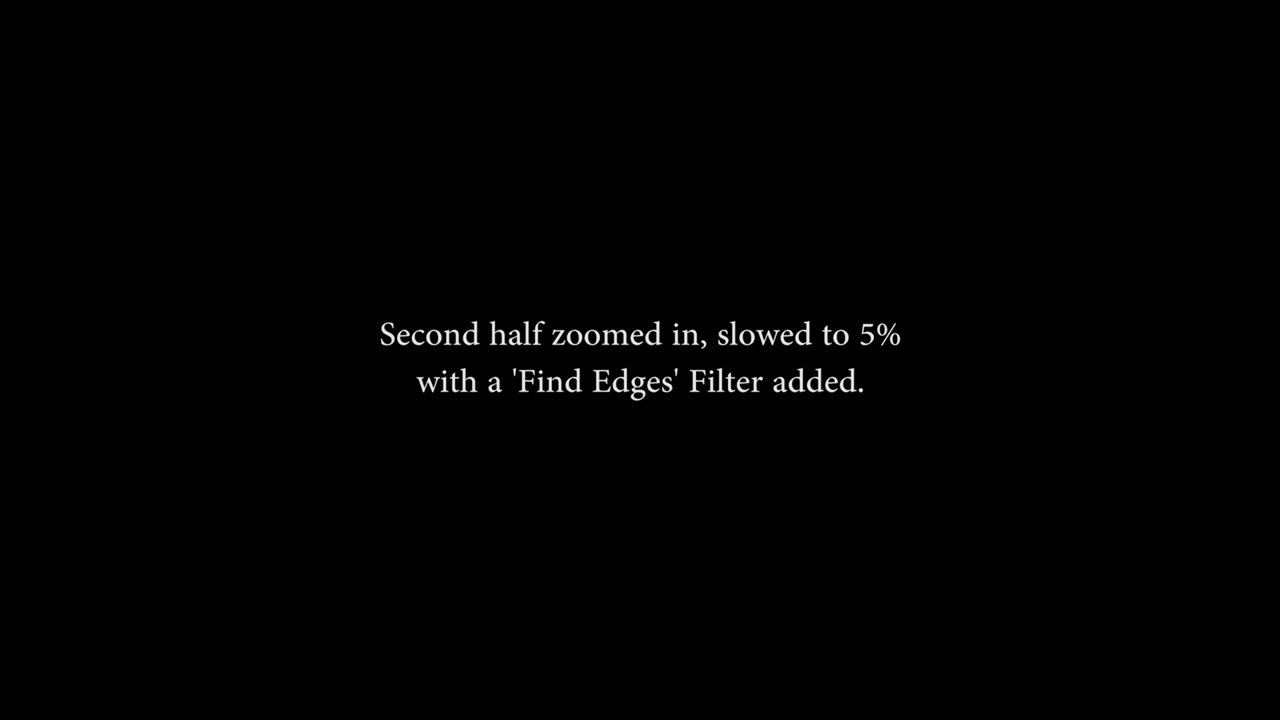 Second half zoomed in, slowed to 5%
with a 'Find Edges' Filter added.